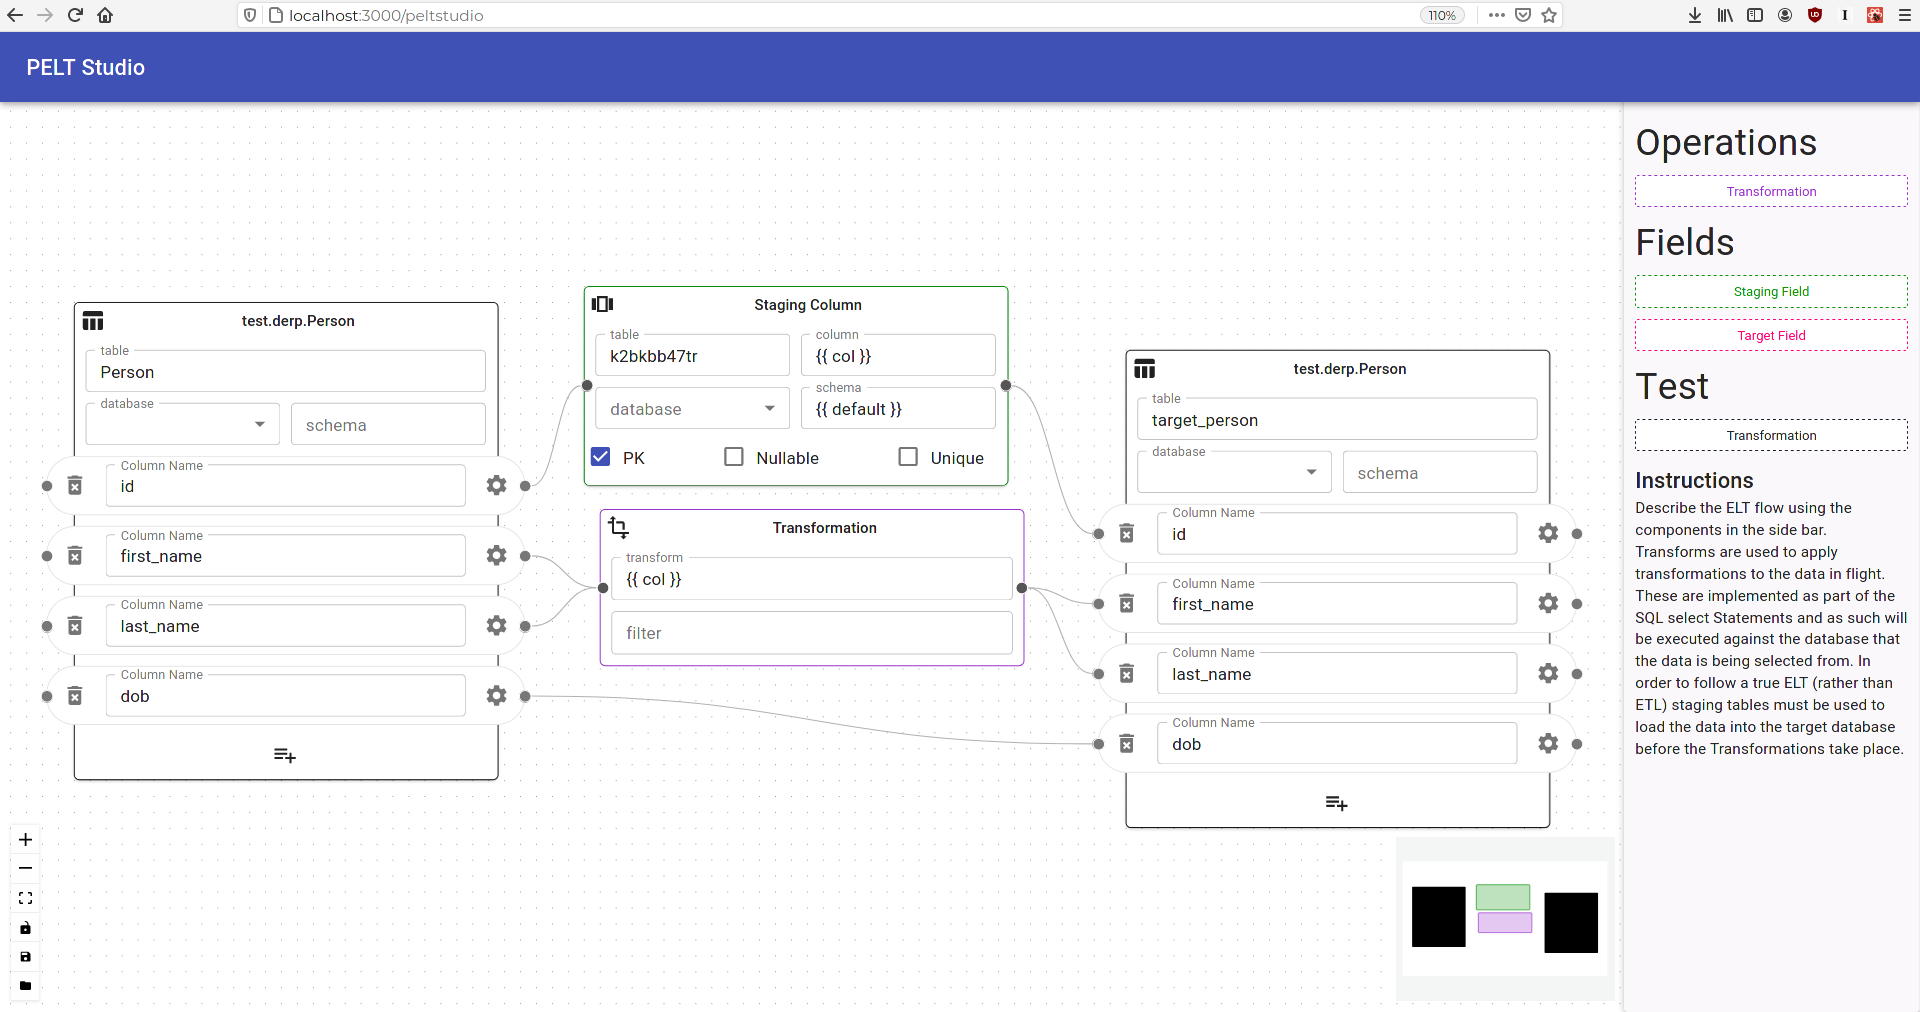 localhost:3000/peltstudio
110%
PELT Studio
test.derp.Person
table
Person
database
schema
Column Name
id
Column Name
first_name
Column Name
last_name
Column Name
dob
Staging Column
table
k2bkbb47tr
column
{{ col }}
database
schema
{{ default }}
PK
Nullable
Unique
Transformation
transform
{{ col }}
filter
test.derp.Person
table
target_person
database
schema
Column Name
id
Column Name
first_name
Column Name
last_name
Column Name
dob
Operations
Transformation
Fields
Staging Field
Target Field
Test
Transformation
Instructions
Describe the ELT flow using the
components in the side bar.
Transforms are used to apply
transformations to the data in flight.
These are implemented as part of the
SQL select Statements and as such will
be executed against the database that
the data is being selected from. In
order to follow a true ELT (rather than
ETL) staging tables must be used to
load the data into the target database
before the Transformations take place.